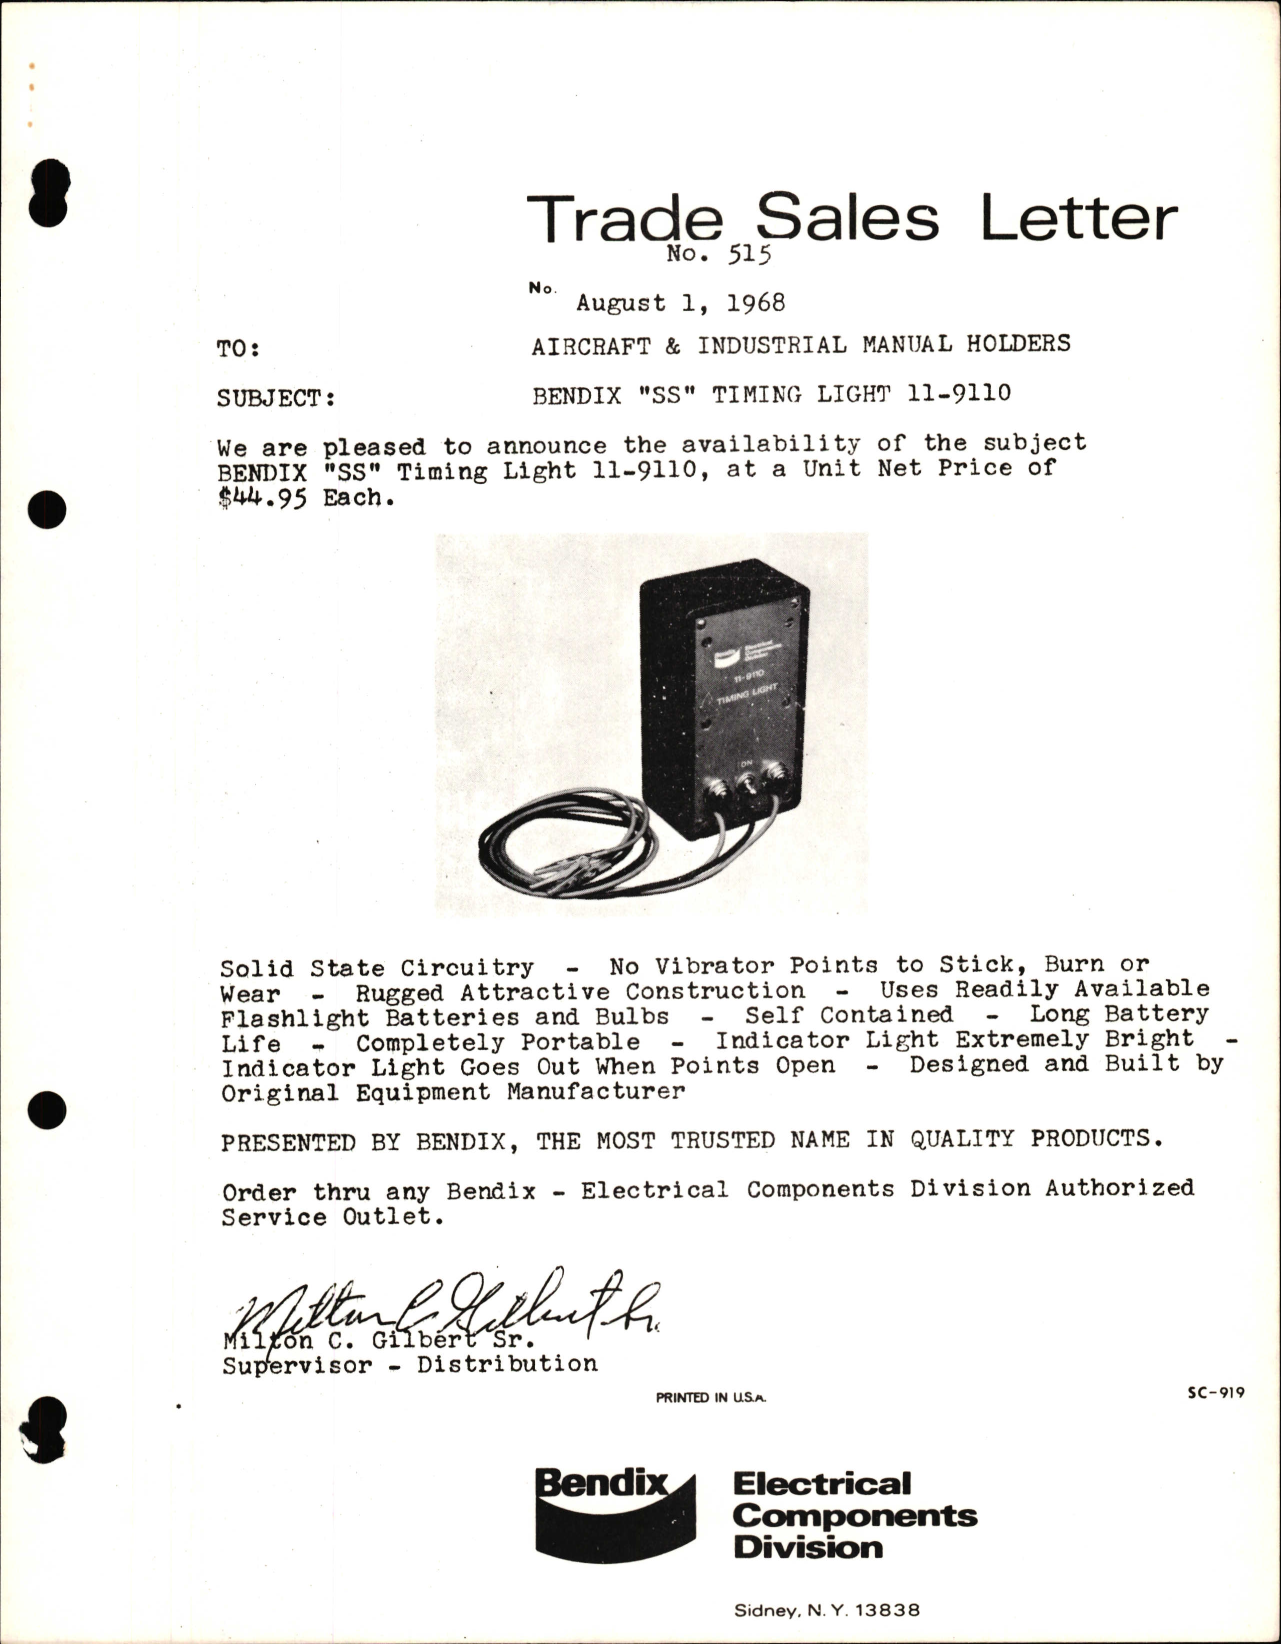 Trade Sales Letter
No. 515
No.
August 1, 1968
TO: AIRCRAFT & INDUSTRIAL MANUAL HOLDERS
SUBJECT: BENDIX "SS" TIMING LIGHT 11-9110
We are pleased to announce the availability of the subject
BENDIX "SS" Timing Light 11-9110, at a Unit Net Price of
$44.95 Each.
Bendix Electrical
Components
Division
11-9110
TIMING LIGHT
ON
Solid State Circuitry - No Vibrator Points to Stick, Burn or
Wear - Rugged Attractive Construction - Uses Readily Available
Flashlight Batteries and Bulbs - Self Contained - Long Battery
Life - Completely Portable - Indicator Light Extremely Bright -
Indicator Light Goes Out When Points Open - Designed and Built by
Original Equipment Manufacturer
PRESENTED BY BENDIX, THE MOST TRUSTED NAME IN QUALITY PRODUCTS.
Order thru any Bendix - Electrical Components Division Authorized
Service Outlet.
Milton C Gilbert Sr.
Milton C. Gilbert Sr.
Supervisor - Distribution
PRINTED IN U.S.A.
SC-919
Bendix
Electrical
Components
Division
Sidney, N. Y. 13838